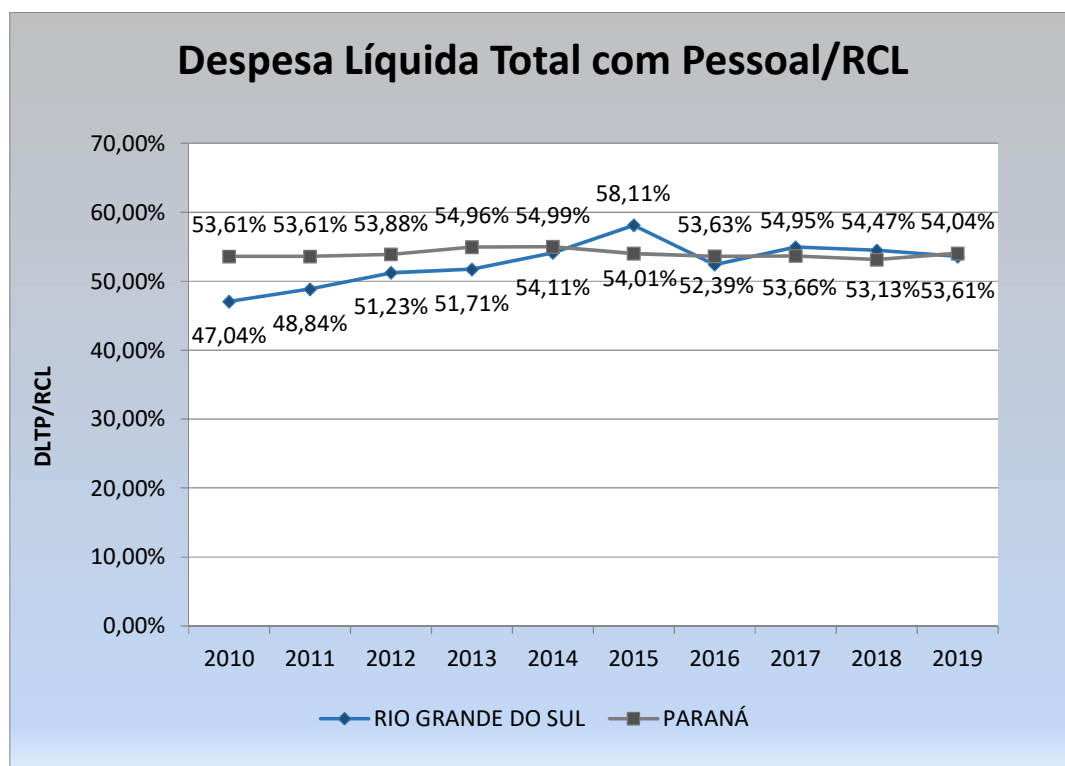 Despesa Líquida Total com Pessoal/RCL
DLTP/RCL
70,00%
60,00%
50,00%
40,00%
30,00%
20,00%
10,00%
0,00%
58,11%
53,61% 53,61% 53,88% 54,96% 54,99% 53,63% 54,95% 54,47% 54,04%
47,04% 48,84% 51,23% 51,71% 54,11% 54,01% 52,39% 53,66% 53,13% 53,61%
2010 2011 2012 2013 2014 2015 2016 2017 2018 2019
RIO GRANDE DO SUL PARANÁ